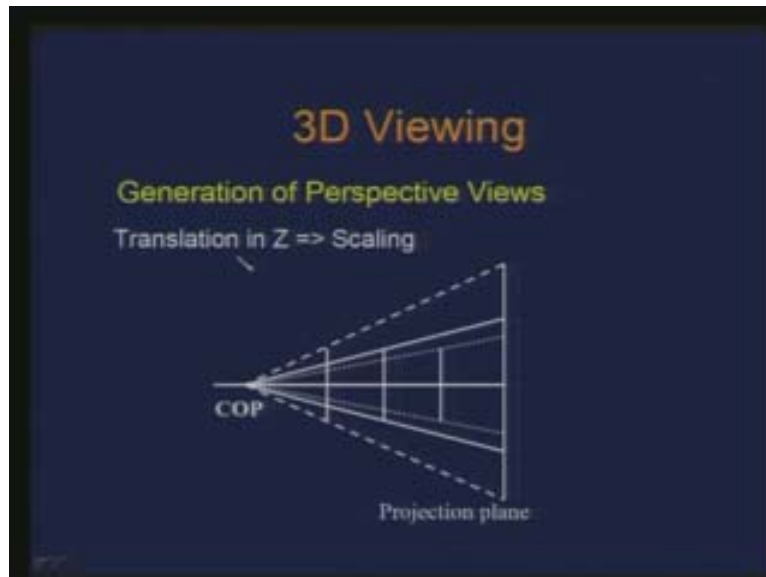 3D Viewing
Generation of Perspective Views
Translation in Z => Scaling
COP
Projection plane